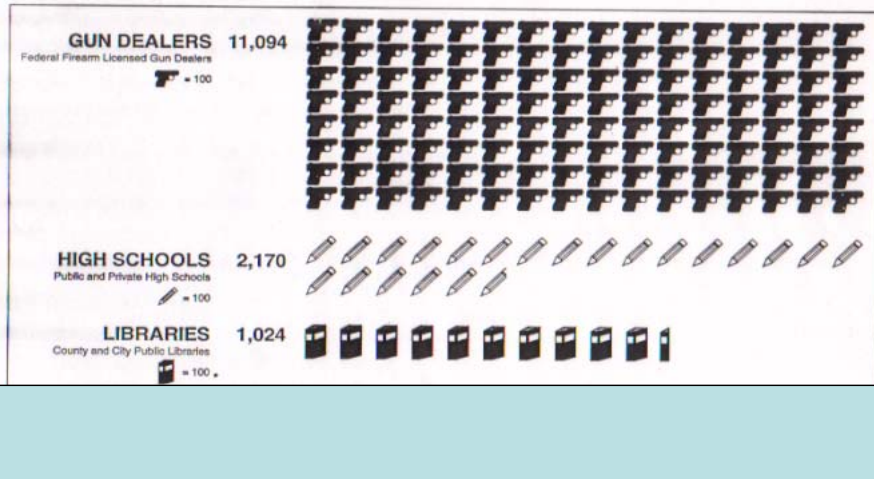 GUN DEALERS 11,094
Federal Firearm Licensed Gun Dealers
= 100
HIGH SCHOOLS 2,170
Public and Private High Schools
= 100
LIBRARIES 1,024
County and City Public Libraries
= 100